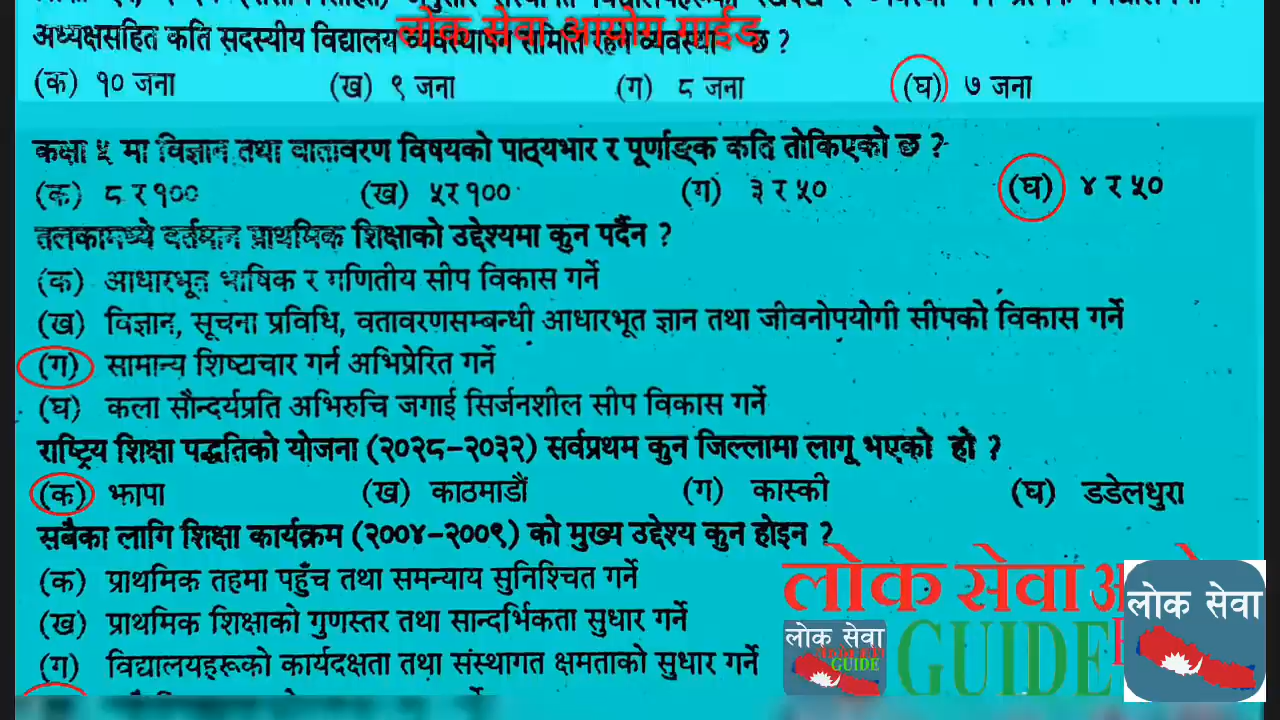 अध्यक्षसहित कति सदस्यीय विद्यालय व्यवस्थापन समिति रहने व्यवस्था छ ?
लोक सेवा आयोग गाईड
(क) १० जना (ख) ९ जना (ग) ८ जना (घ) ७ जना
कक्षा ५ मा विज्ञान तथा वातावरण विषयको पाठ्यभार र पूर्णाङ्क कति तोकिएको छ ?
(क) ८ र १०० (ख) ५ र १०० (ग) ३ र ५० (घ) ४ र ५०
तलकामध्ये वर्तमान प्राथमिक शिक्षाको उद्देश्यमा कुन पर्दैन ?
(क) आधारभूत भाषिक र गणितीय सीप विकास गर्ने
(ख) विज्ञान, सूचना प्रविधि, वतावरणसम्बन्धी आधारभूत ज्ञान तथा जीवनोपयोगी सीपको विकास गर्ने
(ग) सामान्य शिष्टाचार गर्न अभिप्रेरित गर्ने
(घ) कला सौन्दर्यप्रति अभिरुचि जगाई सिर्जनशील सीप विकास गर्ने
राष्ट्रिय शिक्षा पद्धतिको योजना (२०२८–२०३२) सर्वप्रथम कुन जिल्लामा लागू भएको हो ?
(क) झापा (ख) काठमाडौं (ग) कास्की (घ) डडेलधुरा
सबैका लागि शिक्षा कार्यक्रम (२००४–२००९) को मुख्य उद्देश्य कुन होइन ?
(क) प्राथमिक तहमा पहुँच तथा समन्याय सुनिश्चित गर्ने
(ख) प्राथमिक शिक्षाको गुणस्तर तथा सान्दर्भिकता सुधार गर्ने
(ग) विद्यालयहरूको कार्यदक्षता तथा संस्थागत क्षमताको सुधार गर्ने
लोक सेवा
GUIDE
लोक सेवा
GUIDE
लोक सेवा